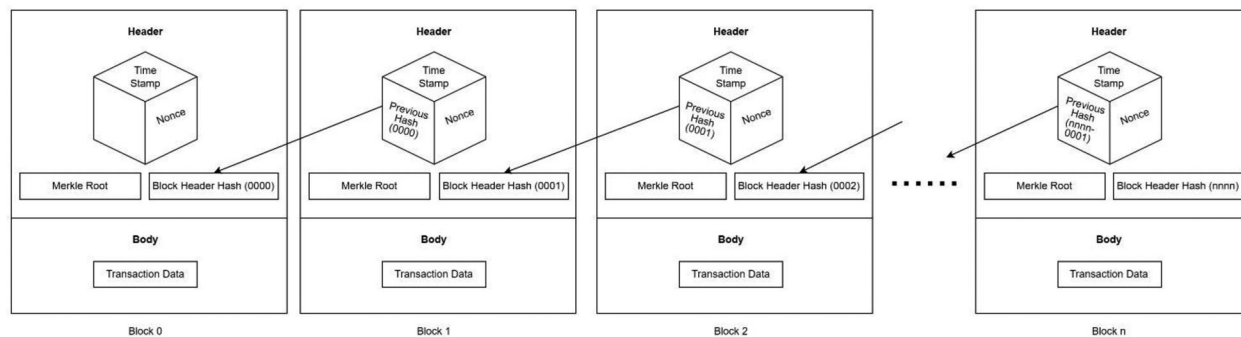 Header
Time
Stamp
Nonce
Merkle Root
Block Header Hash (0000)
Body
Transaction Data
Block 0
Header
Time
Stamp
Previous
Hash
(0000)
Nonce
Merkle Root
Block Header Hash (0001)
Body
Transaction Data
Block 1
Header
Time
Stamp
Previous
Hash
(0001)
Nonce
Merkle Root
Block Header Hash (0002)
Body
Transaction Data
Block 2
......
Header
Time
Stamp
Previous
Hash
(nnnn-
0001)
Nonce
Merkle Root
Block Header Hash (nnnn)
Body
Transaction Data
Block n